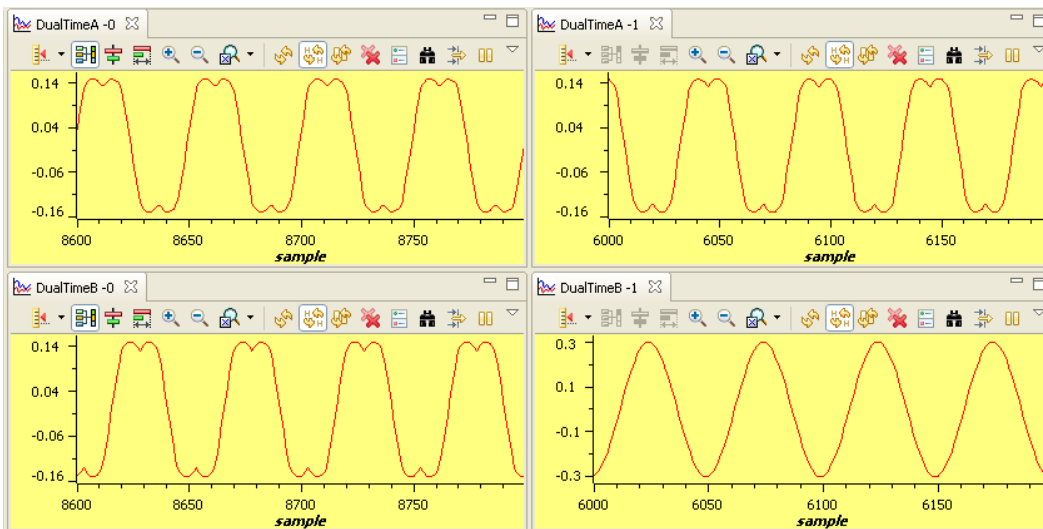 DualTimeA -0
0.14
0.04
-0.06
-0.16
8600 8650 8700 8750
sample
DualTimeA -1
0.14
0.04
-0.06
-0.16
6000 6050 6100 6150
sample
DualTimeB -0
0.14
0.04
-0.06
-0.16
8600 8650 8700 8750
sample
DualTimeB -1
0.3
0.1
-0.1
-0.3
6000 6050 6100 6150
sample